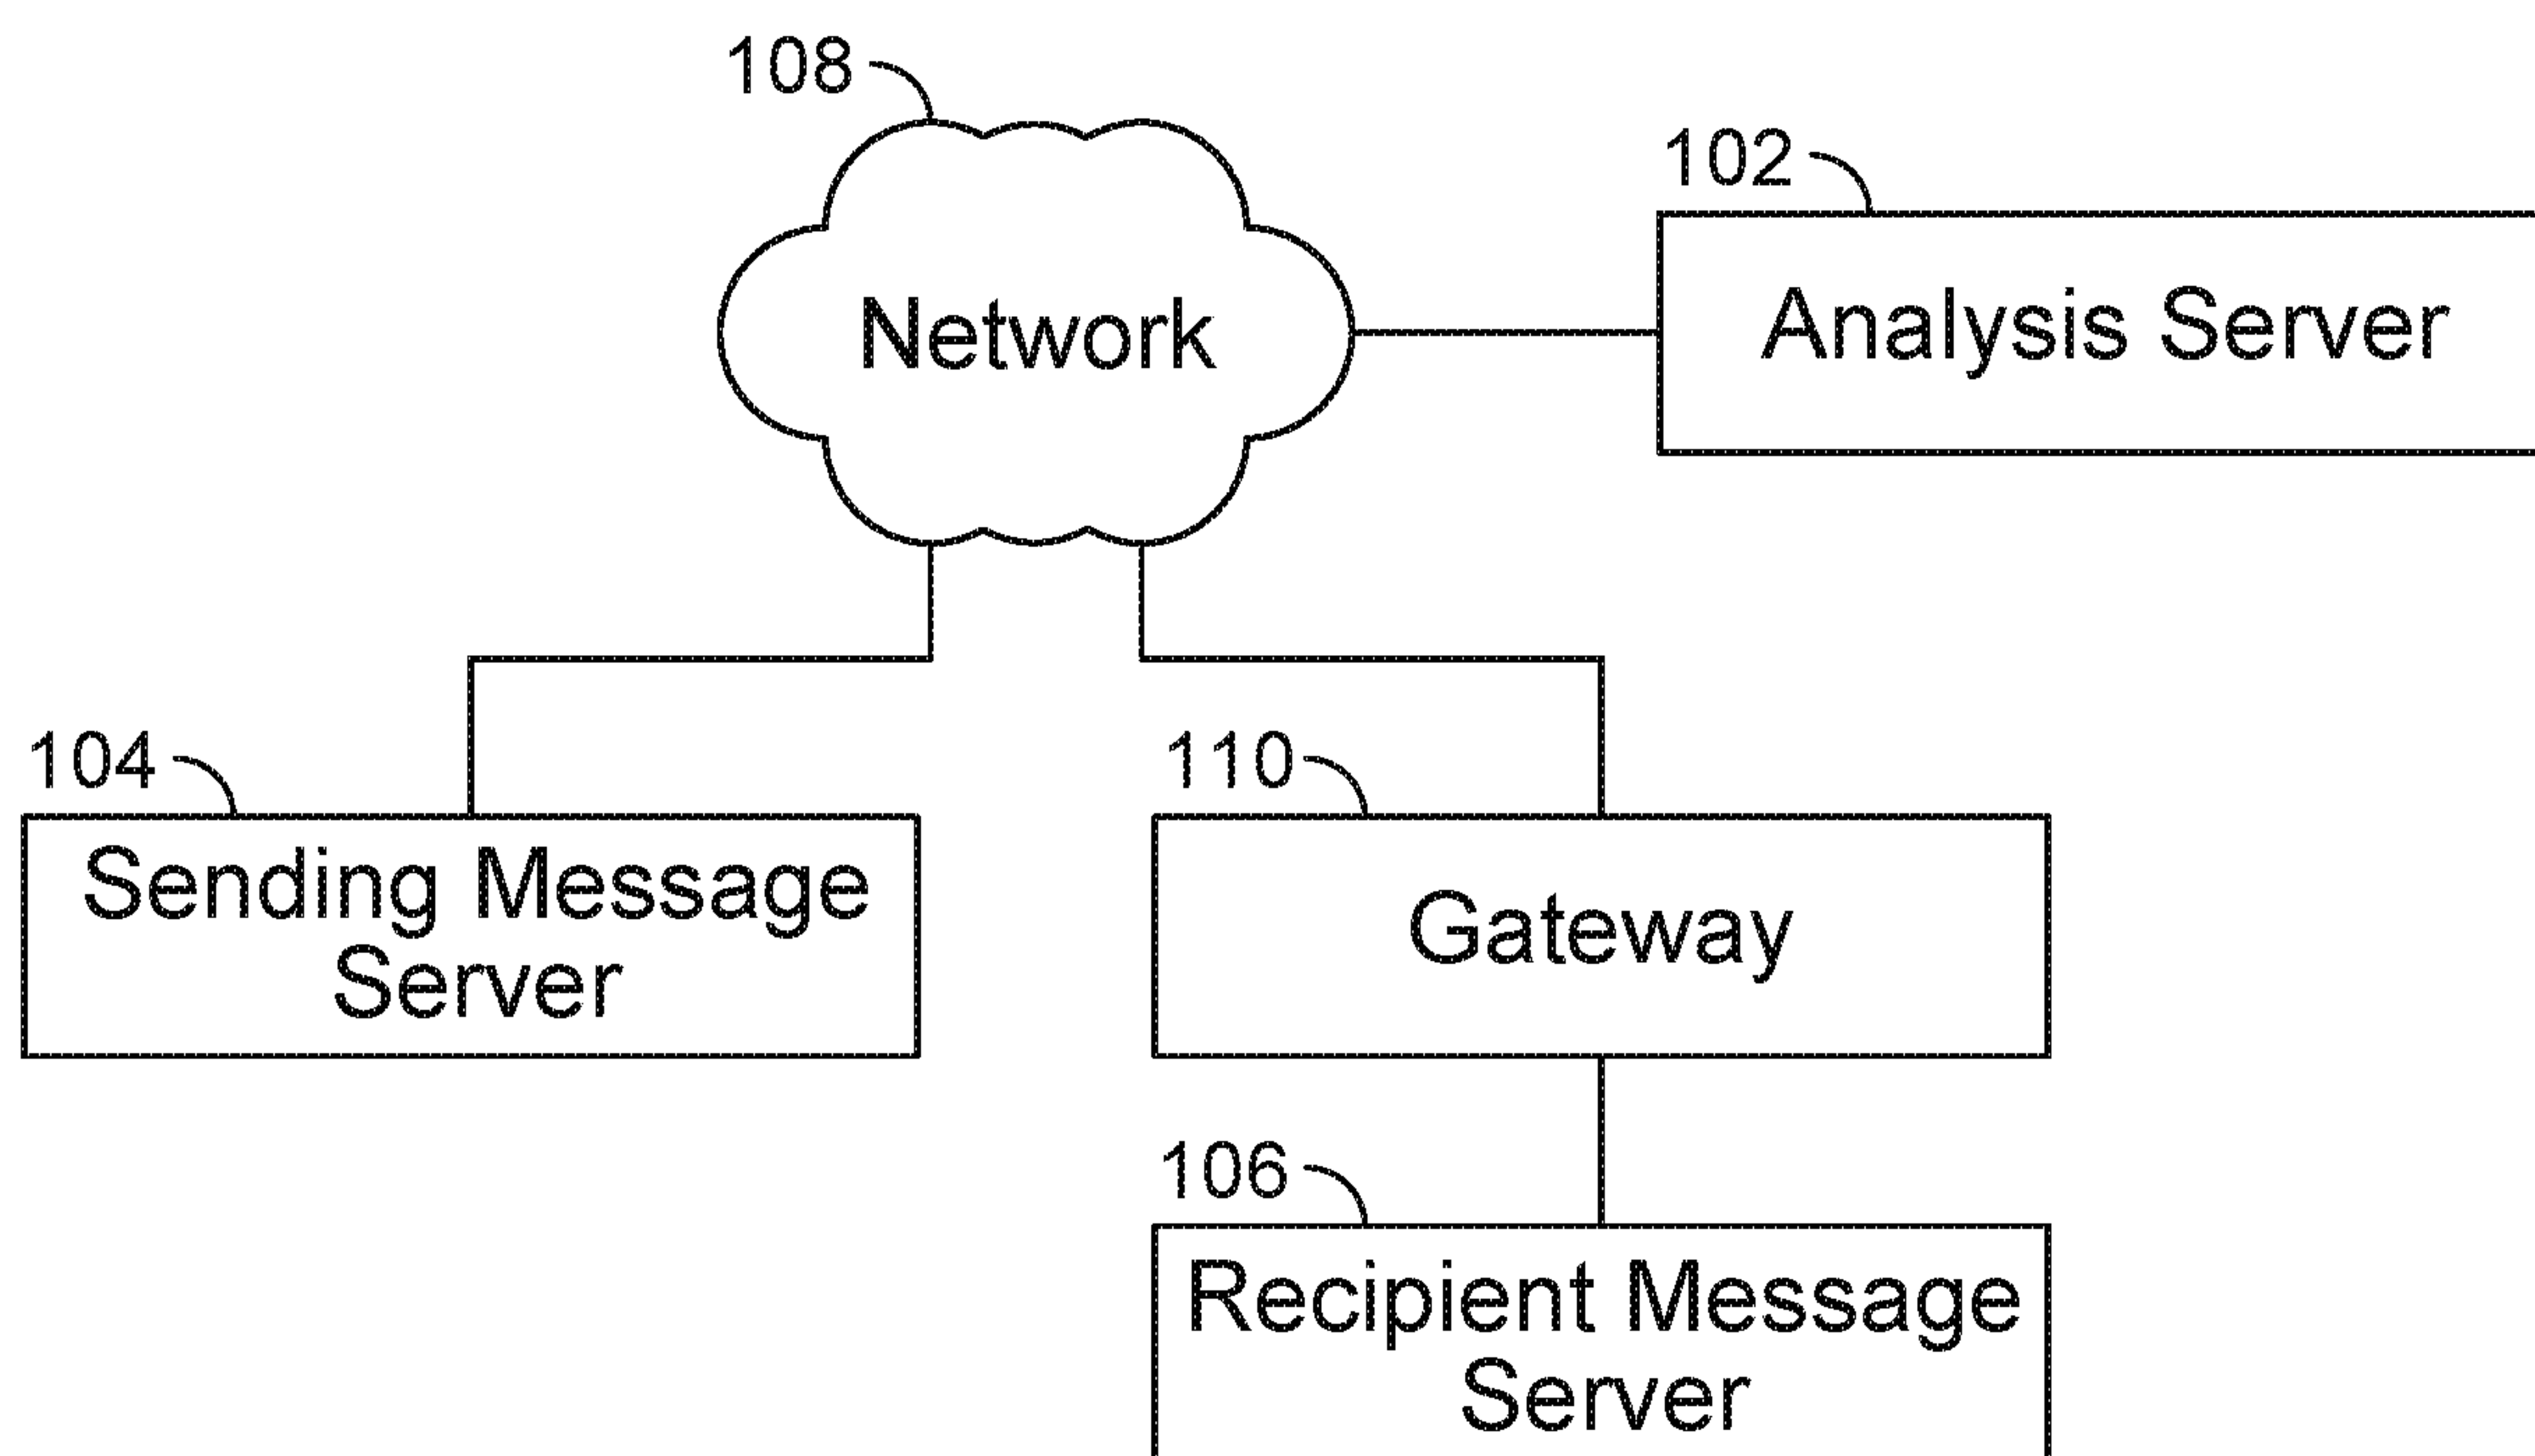 108
102
Network
Analysis Server
104
110
Sending Message
Server
Gateway
106
Recipient Message
Server